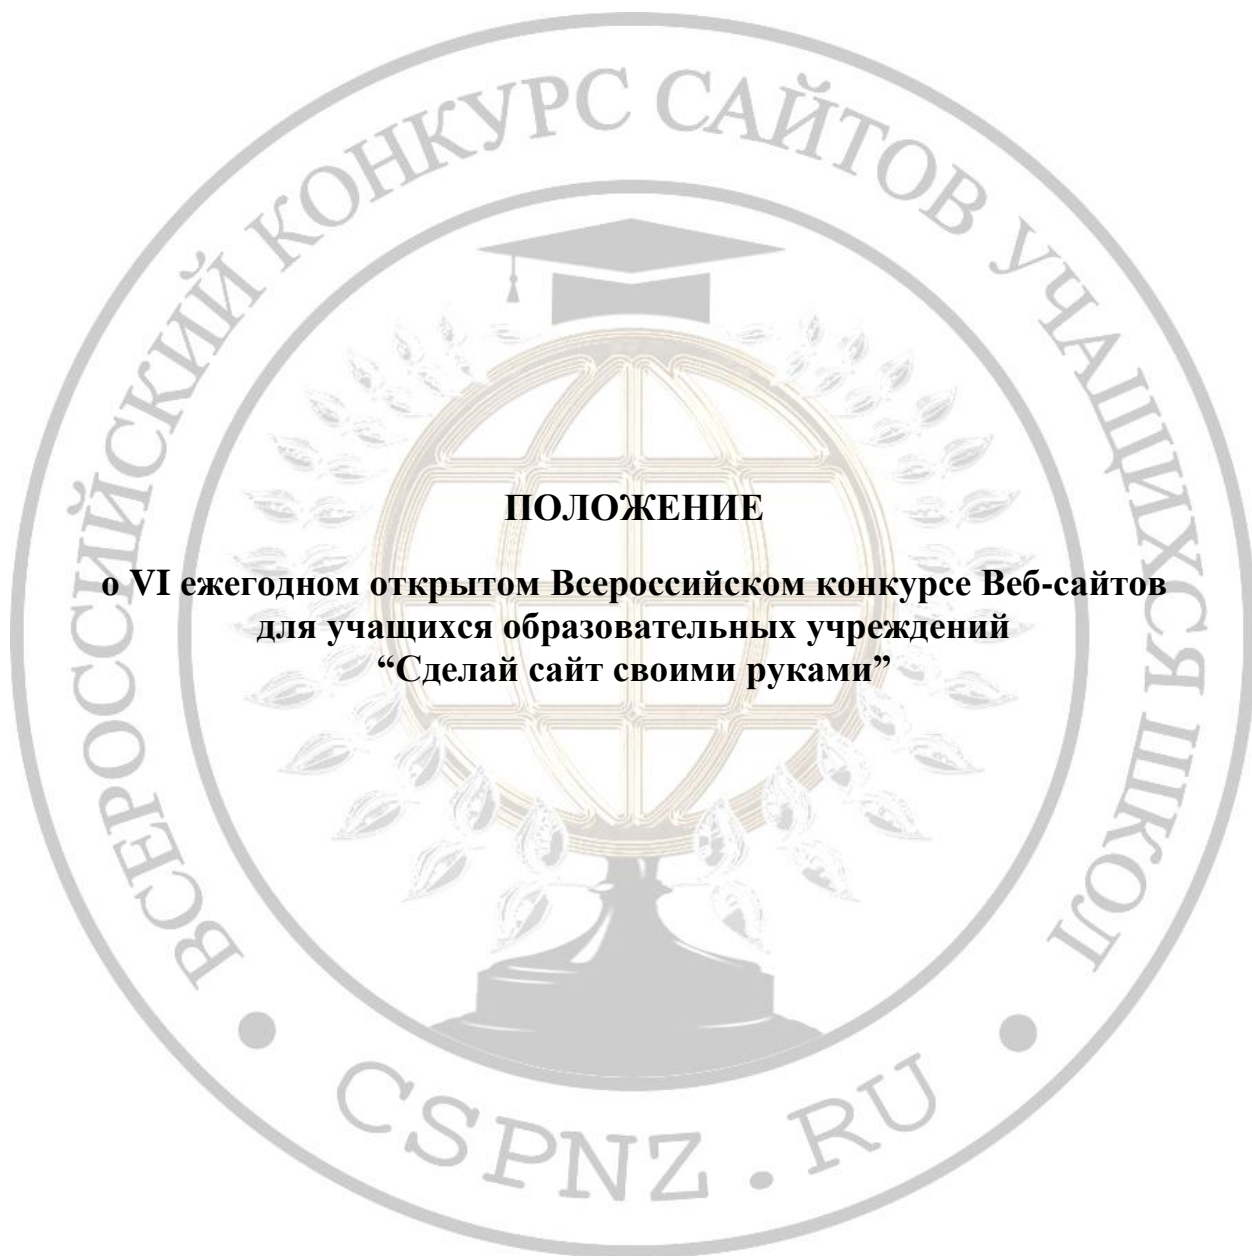 ВСЕРОССИЙСКИЙ КОНКУРС САЙТОВ УЧАЩИХСЯ ШКОЛ
ПОЛОЖЕНИЕ
о VI ежегодном открытом Всероссийском конкурсе Веб-сайтов
для учащихся образовательных учреждений
“Сделай сайт своими руками”
• CSPNZ.RU •